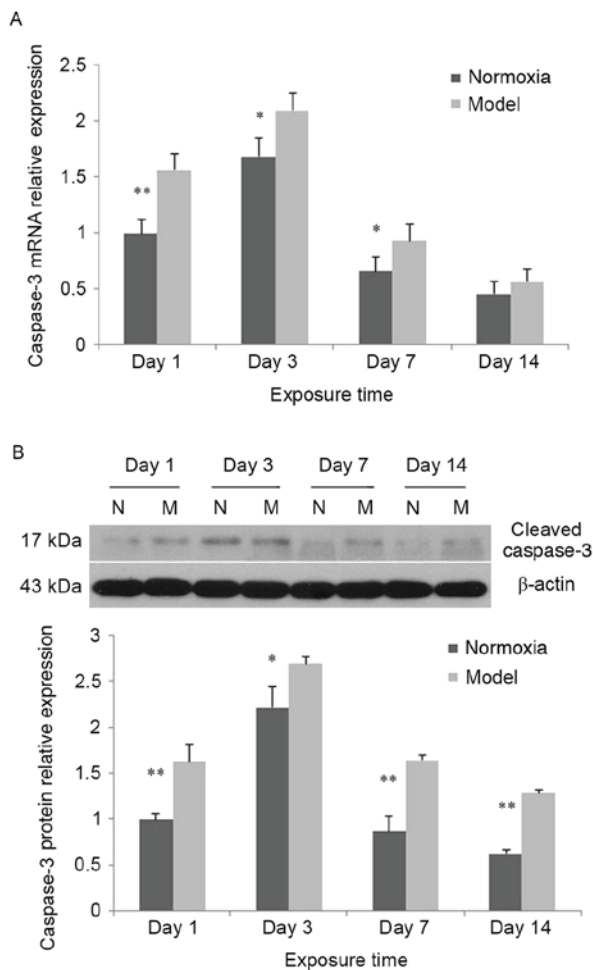 A
Caspase-3 mRNA relative expression
2.5
2
1.5
1
0.5
0
**
*
*
Normoxia
Model
Day 1 Day 3 Day 7 Day 14
Exposure time
B
Day 1 Day 3 Day 7 Day 14
N M N M N M N M
17 kDa
Cleaved
caspase-3
43 kDa
β-actin
Caspase-3 protein relative expression
3
2.5
2
1.5
1
0.5
0
**
*
**
**
Normoxia
Model
Day 1 Day 3 Day 7 Day 14
Exposure time